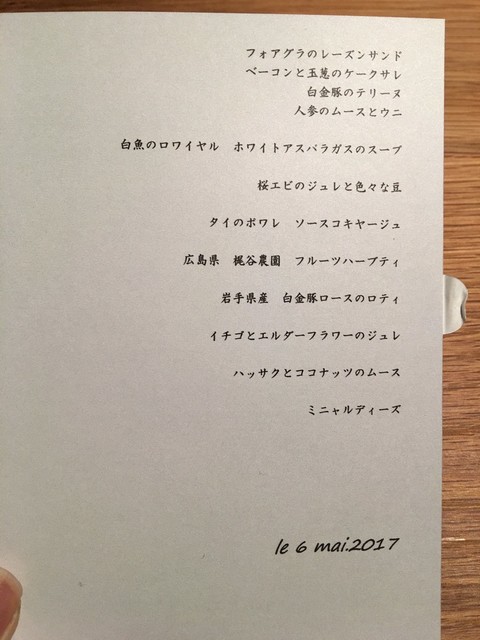 フォアグラのレーズンサンド
ベーコンと玉葱のケークサレ
白金豚のテリーヌ
人参のムースとウニ
白魚のロワイヤル　ホワイトアスパラガスのスープ
桜エビのジュレと色々な豆
タイのポワレ　ソースコキヤージュ
広島県　梶谷農園　フルーツハーブティ
岩手県産　白金豚ロースのロティ
イチゴとエルダーフラワーのジュレ
ハッサクとココナッツのムース
ミニャルディーズ
le 6 mai.2017